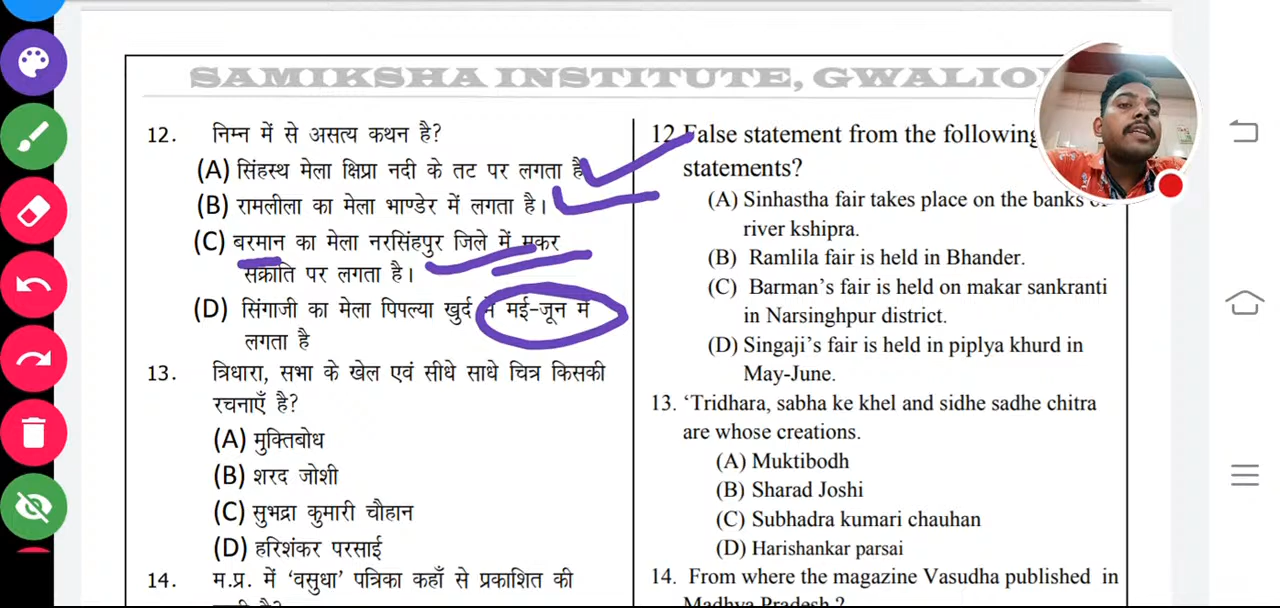 SAMIKSHA INSTITUTE, GWALIO
12. निम्न में से असत्य कथन है?
(A) सिंहस्थ मेला क्षिप्रा नदी के तट पर लगता है
(B) रामलीला का मेला भाण्डेर में लगता है।
(C) बरमान का मेला नरसिंहपुर जिले में मकर
सक्रांति पर लगता है।
(D) सिंगाजी का मेला पिपल्या खुर्द में मई-जून में
लगता है
13. त्रिधारा, सभा के खेल एवं सीधे साधे चित्र किसकी
रचनाएँ है?
(A) मुक्तिबोध
(B) शरद जोशी
(C) सुभद्रा कुमारी चौहान
(D) हरिशंकर परसाई
14. म.प्र. में 'वसुधा' पत्रिका कहाँ से प्रकाशित की
12. False statement from the following
statements?
(A) Sinhastha fair takes place on the banks of
river kshipra.
(B) Ramlila fair is held in Bhander.
(C) Barman's fair is held on makar sankranti
in Narsinghpur district.
(D) Singaji's fair is held in piplya khurd in
May-June.
13. 'Tridhara, sabha ke khel and sidhe sadhe chitra
are whose creations.
(A) Muktibodh
(B) Sharad Joshi
(C) Subhadra kumari chauhan
(D) Harishankar parsai
14. From where the magazine Vasudha published in
Madhya Pradesh ?